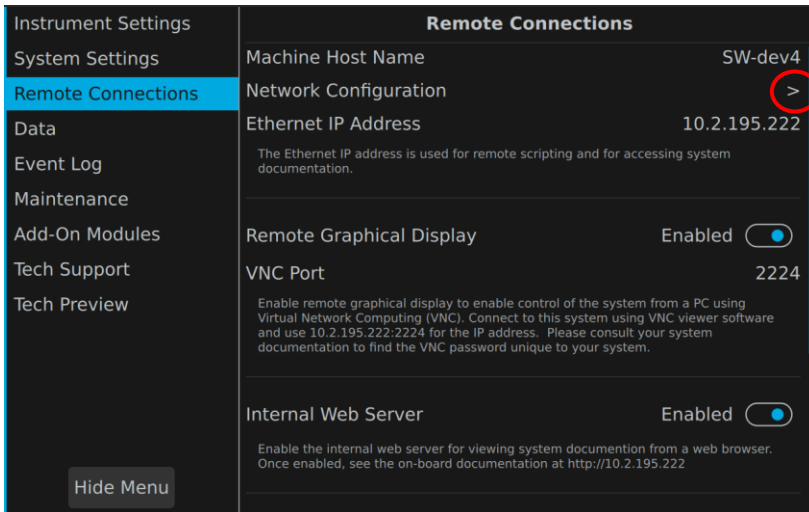 Instrument Settings
System Settings
Remote Connections
Data
Event Log
Maintenance
Add-On Modules
Tech Support
Tech Preview
Hide Menu
Remote Connections
Machine Host Name SW-dev4
Network Configuration >
Ethernet IP Address 10.2.195.222
The Ethernet IP address is used for remote scripting and for accessing system
documentation.
Remote Graphical Display Enabled
VNC Port 2224
Enable remote graphical display to enable control of the system from a PC using
Virtual Network Computing (VNC). Connect to this system using VNC viewer software
and use 10.2.195.222:2224 for the IP address. Please consult your system
documentation to find the VNC password unique to your system.
Internal Web Server Enabled
Enable the internal web server for viewing system documention from a web browser.
Once enabled, see the on-board documentation at http://10.2.195.222